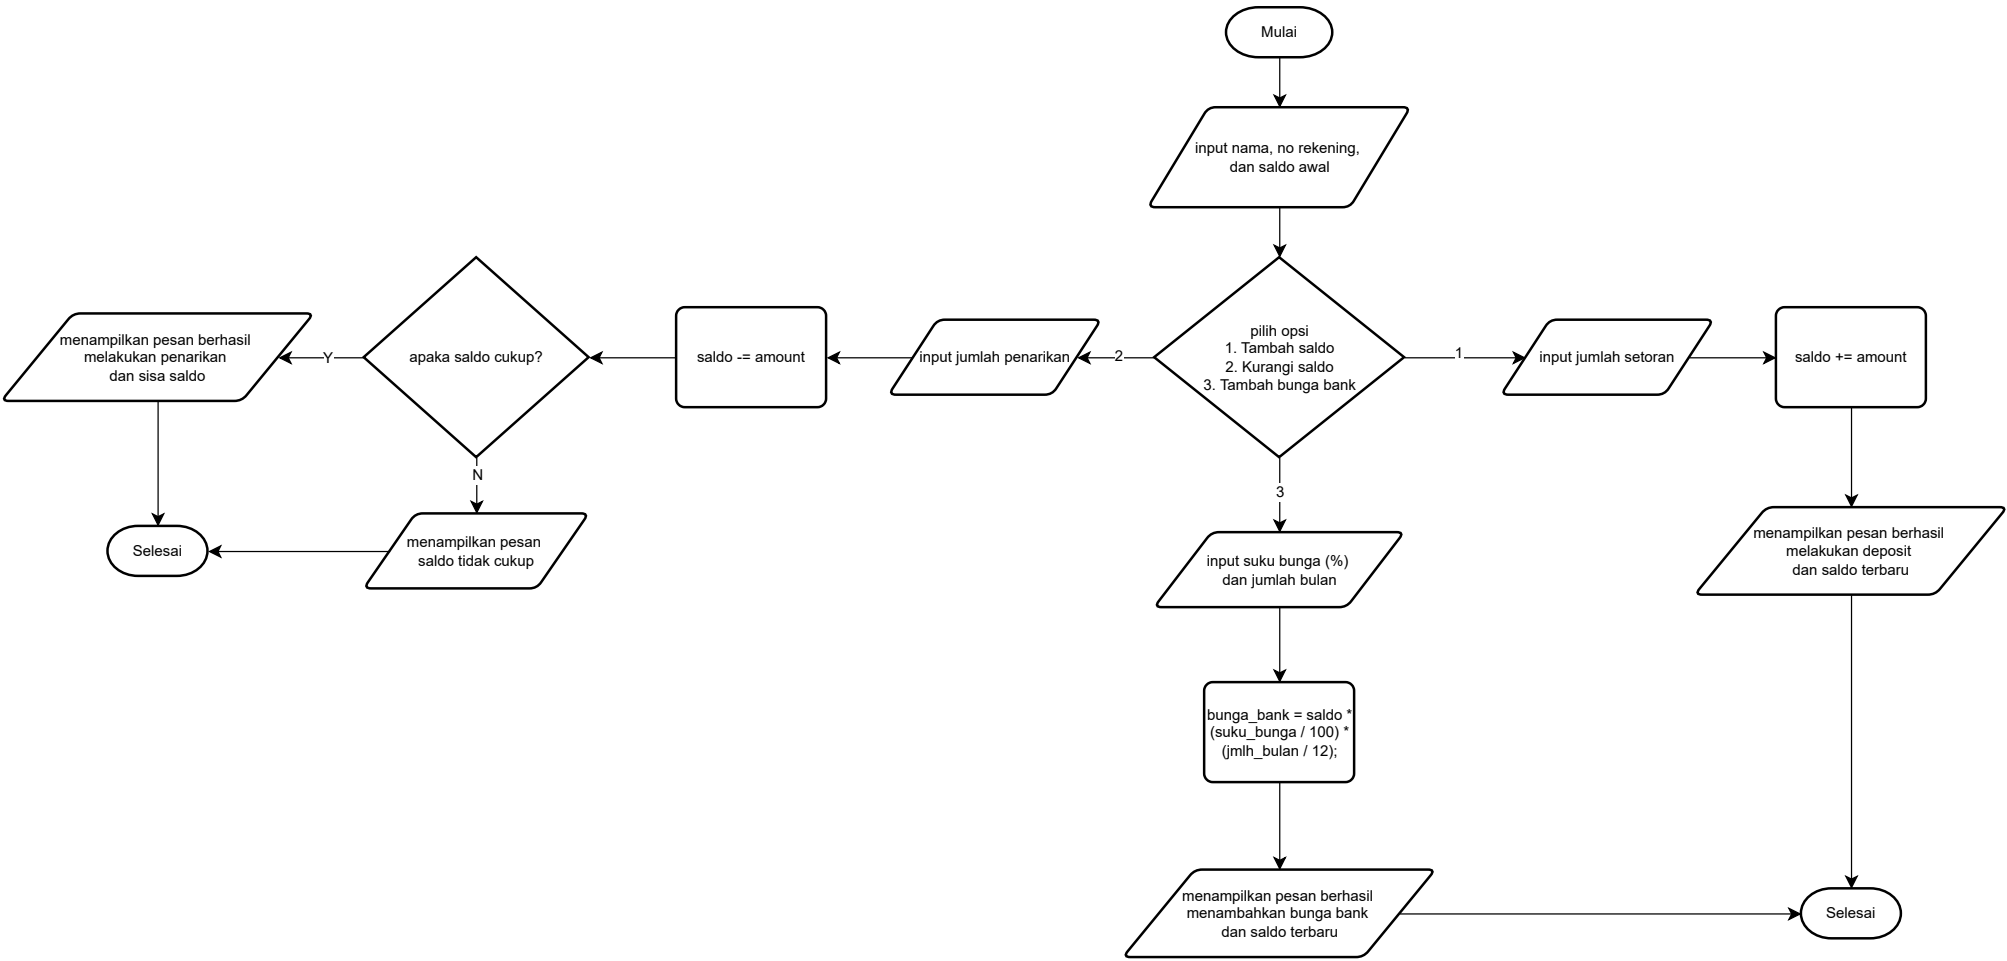 Mulai
input nama, no rekening,
dan saldo awal
pilih opsi
1. Tambah saldo
2. Kurangi saldo
3. Tambah bunga bank
1
input jumlah setoran
saldo += amount
menampilkan pesan berhasil
melakukan deposit
dan saldo terbaru
Selesai
2
input jumlah penarikan
saldo -= amount
apaka saldo cukup?
Y
menampilkan pesan berhasil
melakukan penarikan
dan sisa saldo
N
menampilkan pesan
saldo tidak cukup
Selesai
3
input suku bunga (%)
dan jumlah bulan
bunga_bank = saldo *
(suku_bunga / 100) *
(jmlh_bulan / 12);
menampilkan pesan berhasil
menambahkan bunga bank
dan saldo terbaru